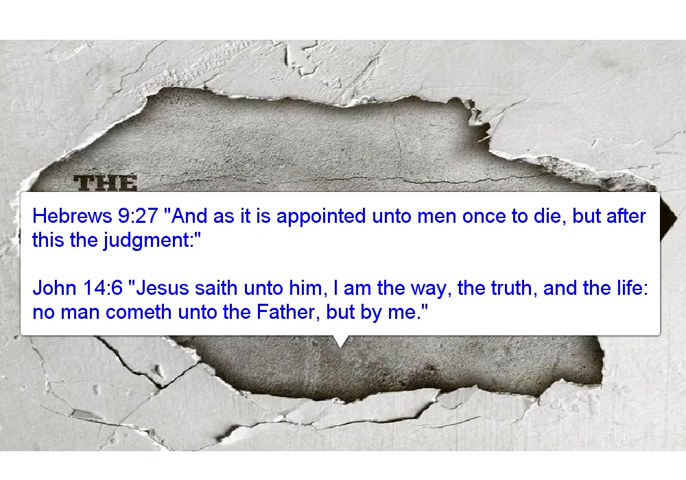 THE
Hebrews 9:27 "And as it is appointed unto men once to die, but after
this the judgment:"
John 14:6 "Jesus saith unto him, I am the way, the truth, and the life:
no man cometh unto the Father, but by me."